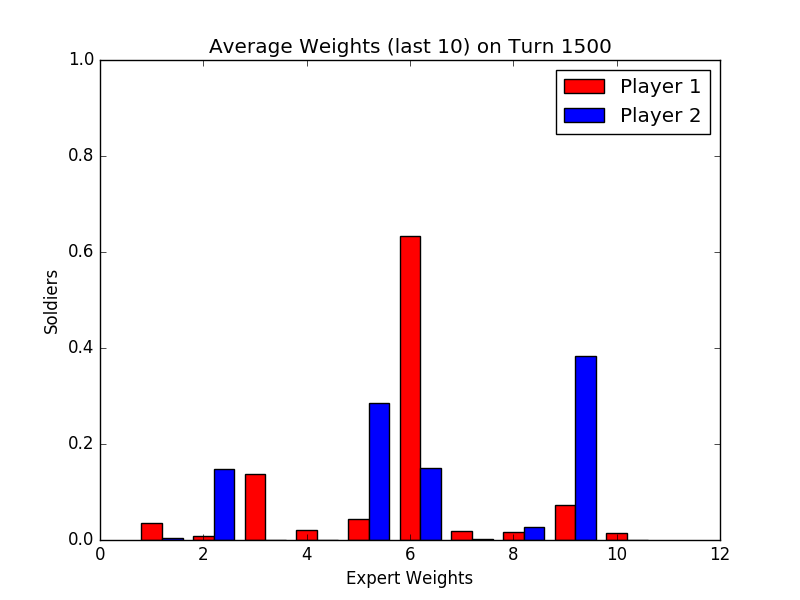 Average Weights (last 10) on Turn 1500
Player 1
Player 2
1.0
0.8
0.6
0.4
0.2
0.0
Soldiers
0 2 4 6 8 10 12
Expert Weights